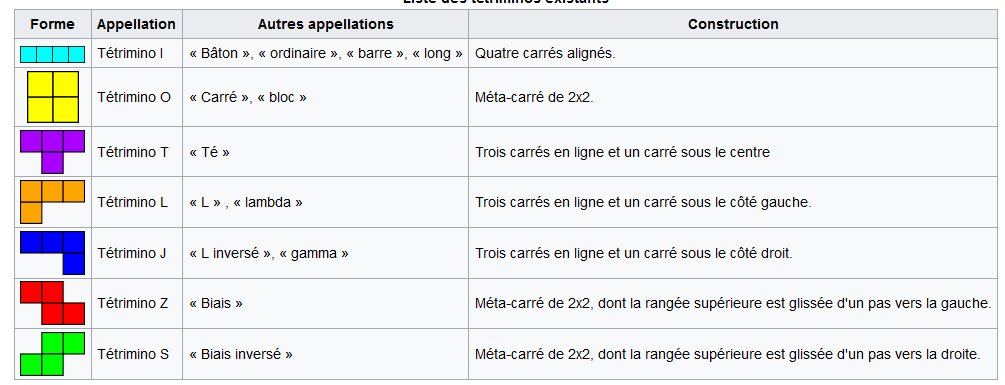 Liste des tétriminos existants
Forme Appellation Autres appellations Construction
Tétrimino I « Bâton », « ordinaire », « barre », « long » Quatre carrés alignés.
Tétrimino O « Carré », « bloc » Méta-carré de 2x2.
Tétrimino T « Té » Trois carrés en ligne et un carré sous le centre
Tétrimino L « L » , « lambda » Trois carrés en ligne et un carré sous le côté gauche.
Tétrimino J « L inversé », « gamma » Trois carrés en ligne et un carré sous le côté droit.
Tétrimino Z « Biais » Méta-carré de 2x2, dont la rangée supérieure est glissée d'un pas vers la gauche.
Tétrimino S « Biais inversé » Méta-carré de 2x2, dont la rangée supérieure est glissée d'un pas vers la droite.